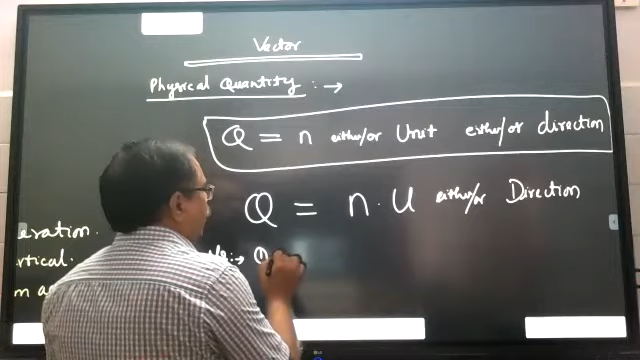 Vector
Physical Quantity :→
Q = n either/or Unit either/or direction
Q = n . U either/or Direction
eration.
rtical.